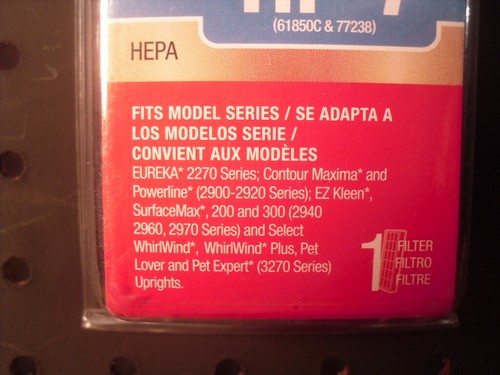 (61850C & 77238)
HEPA
FITS MODEL SERIES / SE ADAPTA A
LOS MODELOS SERIE /
CONVIENT AUX MODÈLES
EUREKA* 2270 Series; Contour Maxima* and
Powerline* (2900-2920 Series); EZ Kleen*,
SurfaceMax*, 200 and 300 (2940
2960, 2970 Series) and Select
WhirlWind*, WhirlWind* Plus, Pet
Lover and Pet Expert* (3270 Series)
Uprights.
1 FILTER
FILTRO
FILTRE